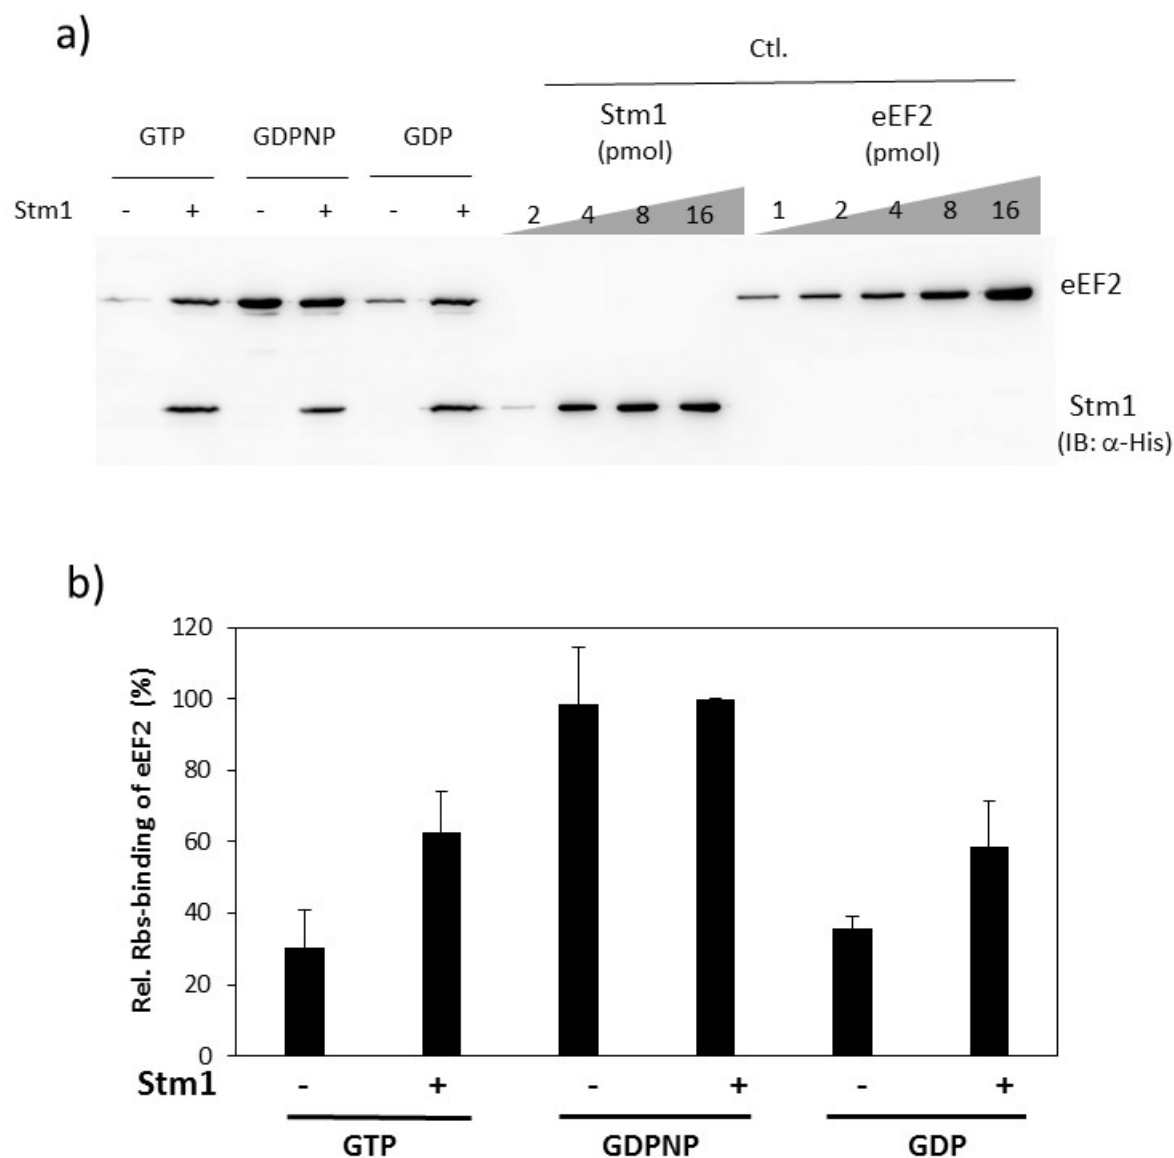 a)
Ctl.
Stm1 eEF2
GTP GDPNP GDP (pmol) (pmol)
Stm1 - + - + - + 2 4 8 16 1 2 4 8 16
eEF2
Stm1
(IB: α-His)
b)
Rel. Rbs-binding of eEF2 (%)
120
100
80
60
40
20
0
Stm1 - + - + - +
GTP GDPNP GDP